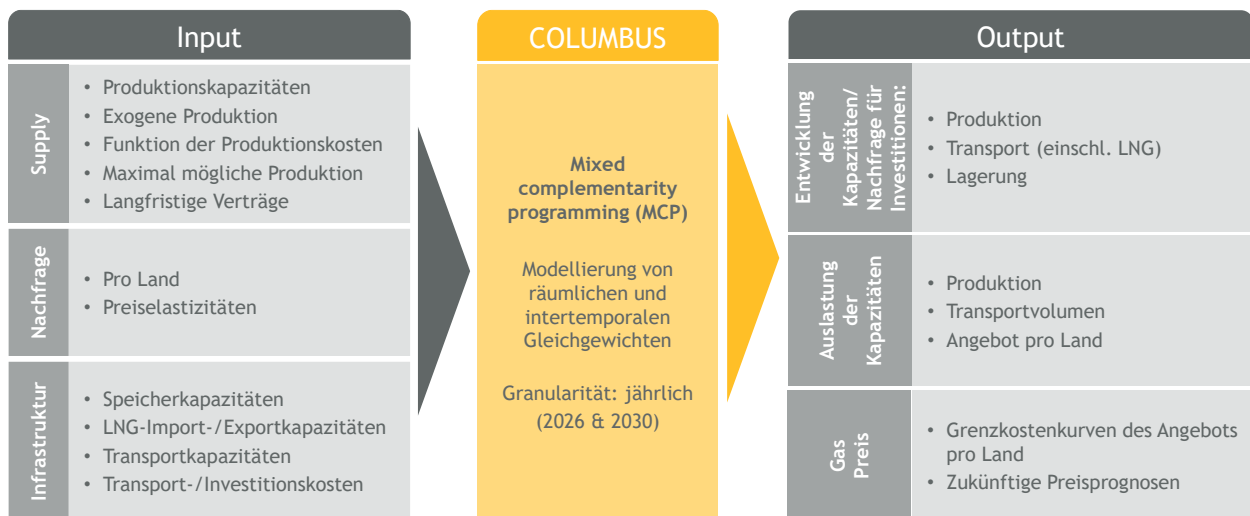 Input
Supply
• Produktionskapazitäten
• Exogene Produktion
• Funktion der Produktionskosten
• Maximal mögliche Produktion
• Langfristige Verträge
Nachfrage
• Pro Land
• Preiselastizitäten
Infrastruktur
• Speicherkapazitäten
• LNG-Import-/Exportkapazitäten
• Transportkapazitäten
• Transport-/Investitionskosten
COLUMBUS
Mixed
complementarity
programming (MCP)
Modellierung von
räumlichen und
intertemporalen
Gleichgewichten
Granularität: jährlich
(2026 & 2030)
Output
Entwicklung
der
Kapazitäten/
Nachfrage für
Investitionen:
• Produktion
• Transport (einschl. LNG)
• Lagerung
Auslastung
der
Kapazitäten
• Produktion
• Transportvolumen
• Angebot pro Land
Gas
Preis
• Grenzkostenkurven des Angebots
pro Land
• Zukünftige Preisprognosen